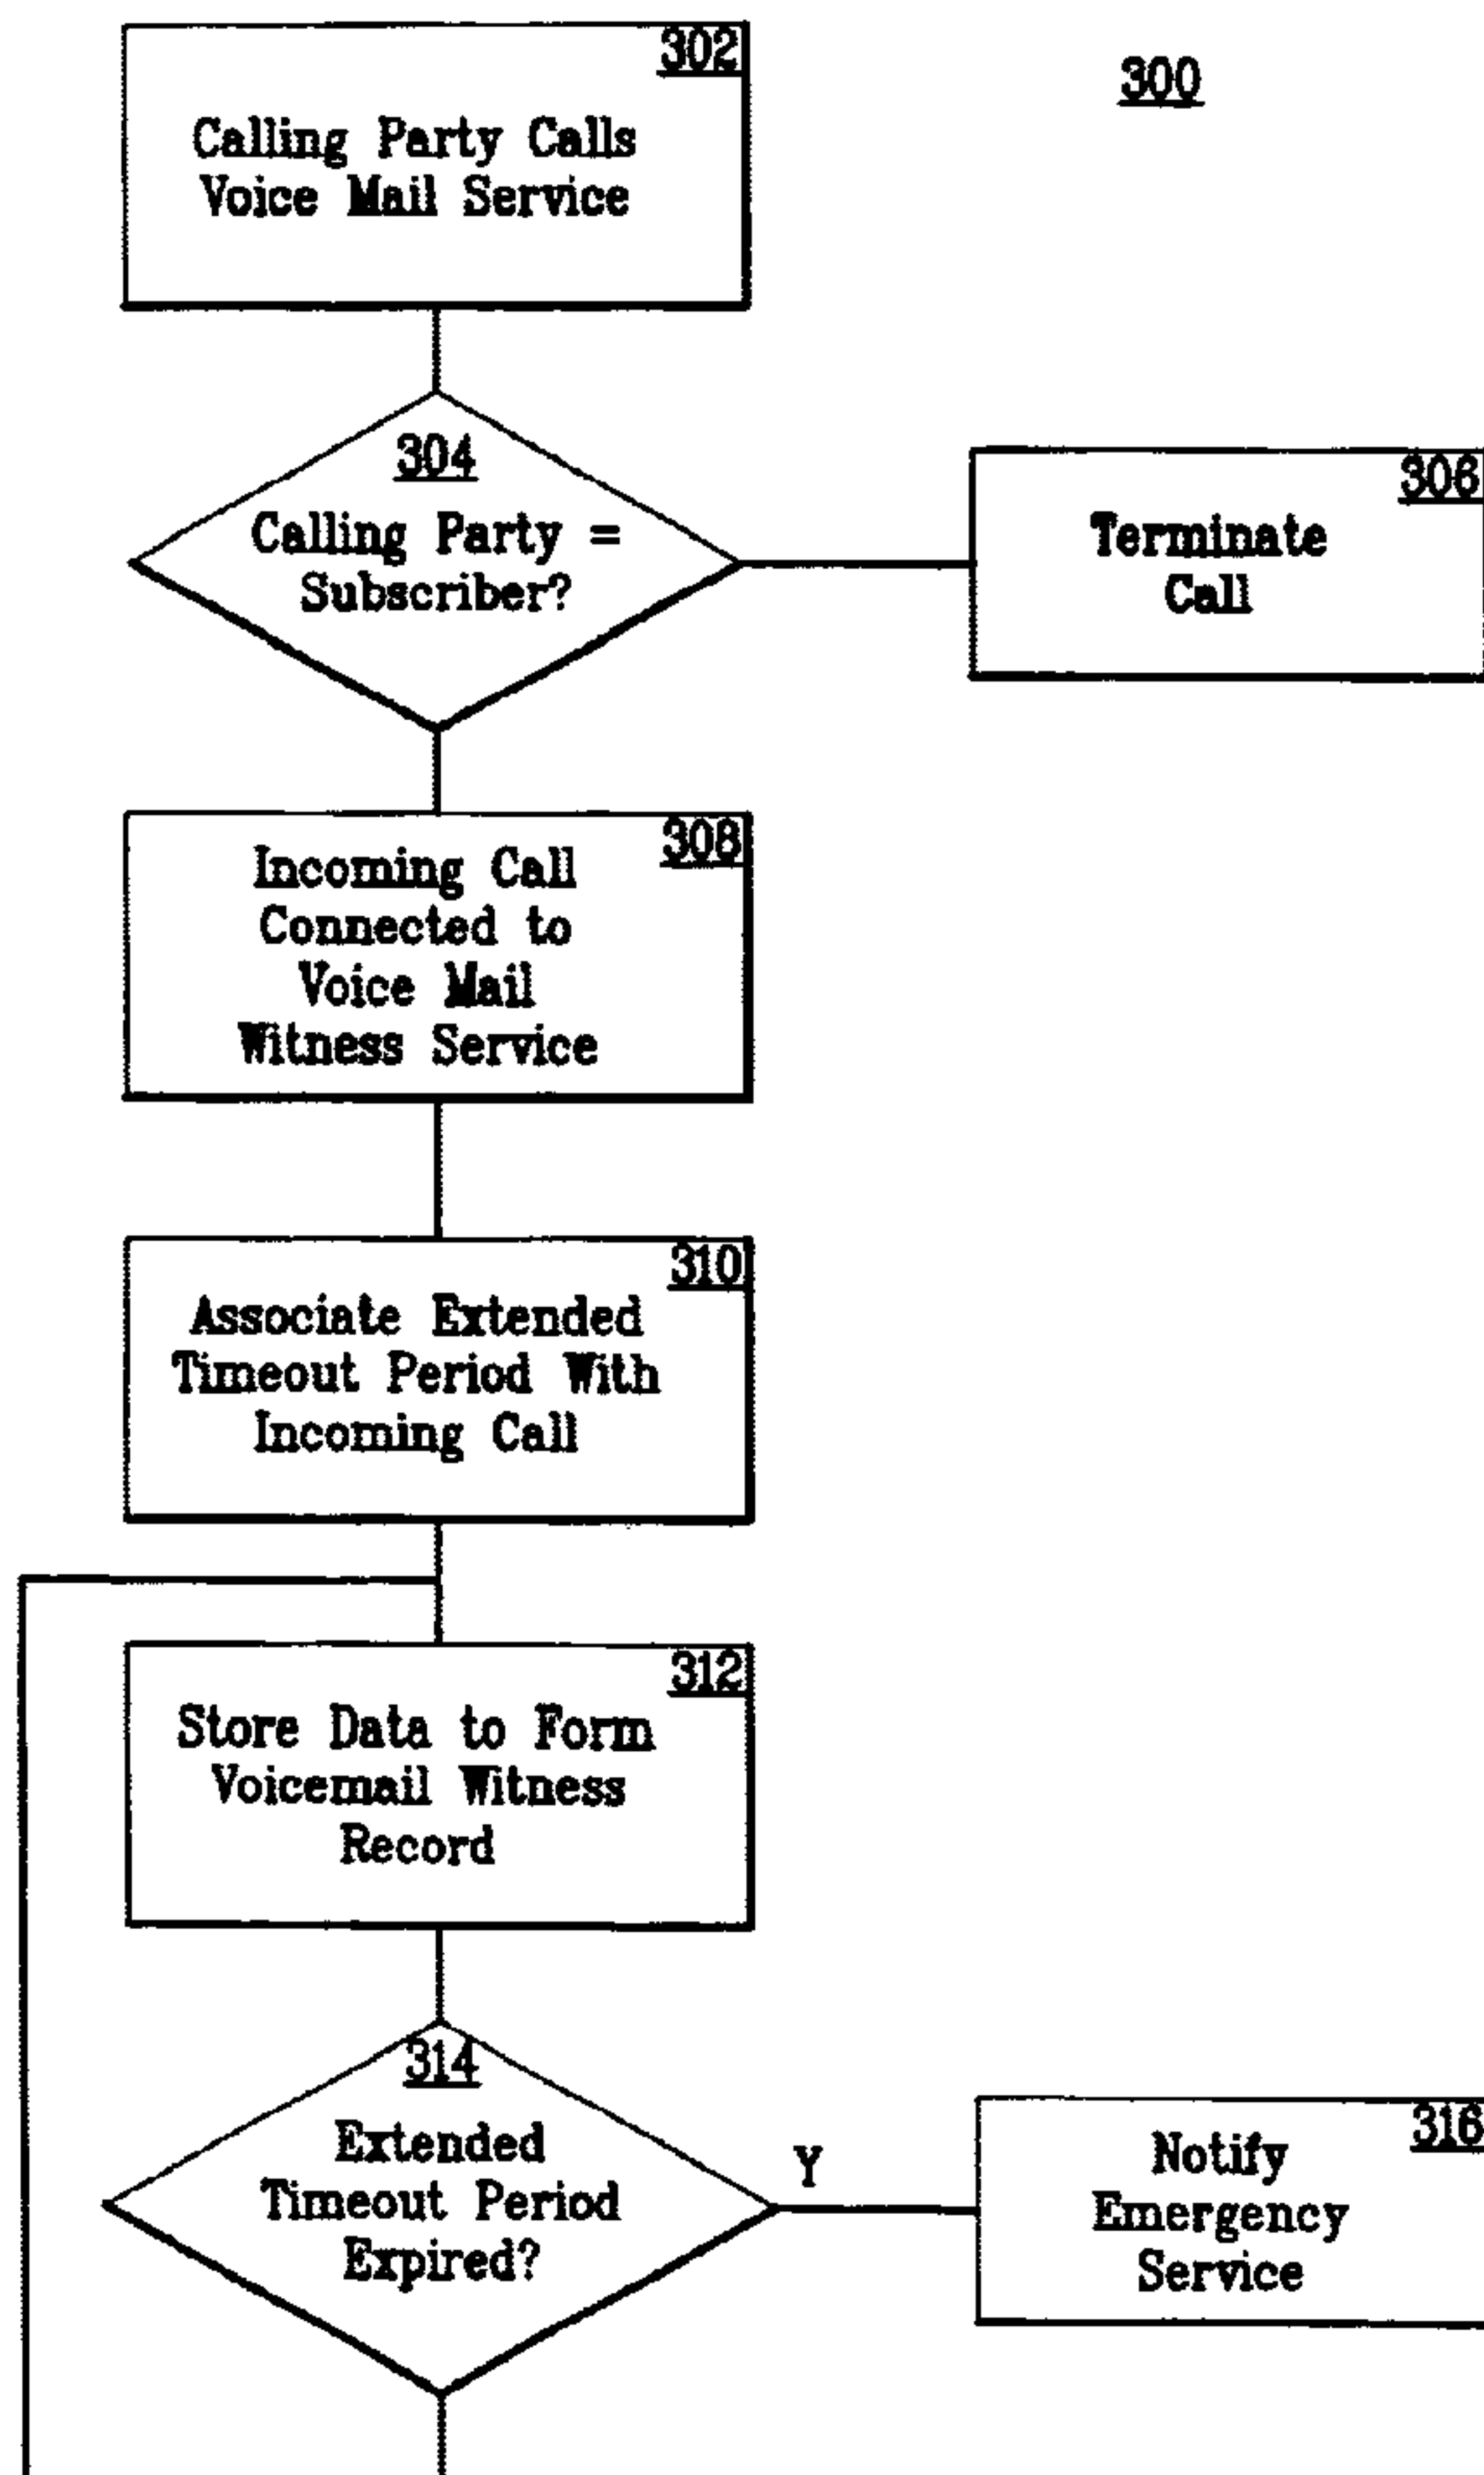 302
300
Calling Party Calls
Voice Mail Service
304
Calling Party =
Subscriber?
306
Terminate
Call
308
Incoming Call
Connected to
Voice Mail
Witness Service
310
Associate Extended
Timeout Period With
Incoming Call
312
Store Data to Form
Voicemail Witness
Record
314
Extended
Timeout Period
Expired?
Y
316
Notify
Emergency
Service